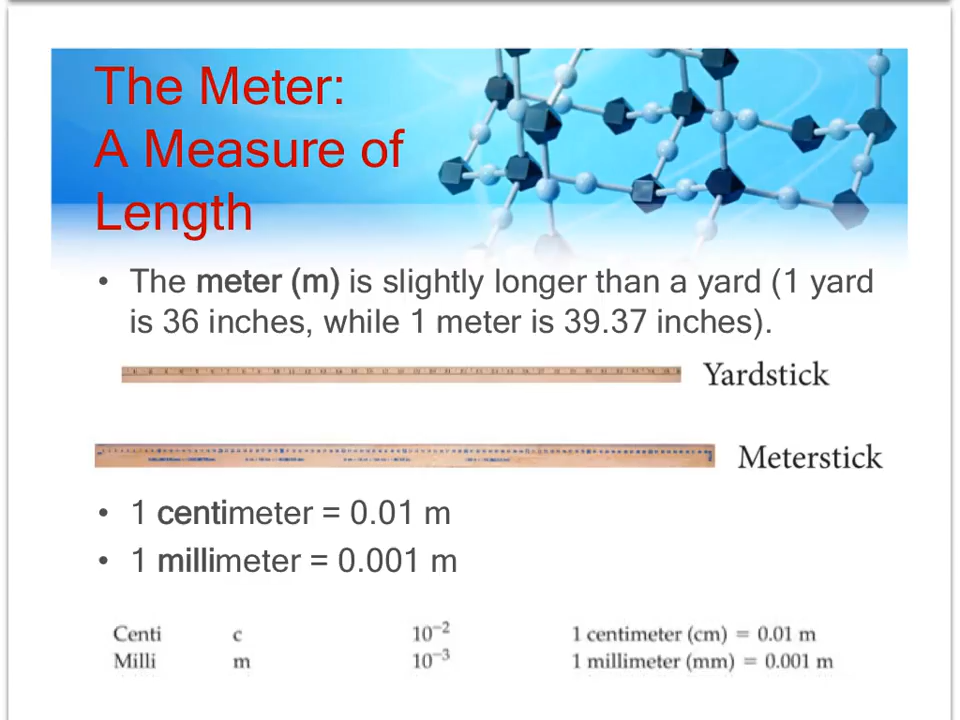 The Meter:
A Measure of
Length
• The meter (m) is slightly longer than a yard (1 yard
is 36 inches, while 1 meter is 39.37 inches).
Yardstick
Meterstick
• 1 centimeter = 0.01 m
• 1 millimeter = 0.001 m
Centi c 10⁻² 1 centimeter (cm) = 0.01 m
Milli m 10⁻³ 1 millimeter (mm) = 0.001 m